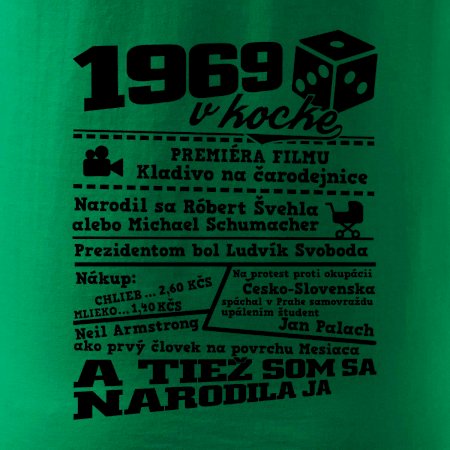 1969
v kocke
PREMIÉRA FILMU
Kladivo na čarodejnice
Narodil sa Róbert Švehla
alebo Michael Schumacher
Prezidentom bol Ludvík Svoboda
Nákup:
CHLIEB ... 2,60 KČS
MLIEKO ... 1,40 KČS
Na protest proti okupácii
Česko-Slovenska
spáchal v Prahe samovraždu
upálením študent
Jan Palach
Neil Armstrong
ako prvý človek na povrchu Mesiaca
A TIEŽ SOM SA
NARODILA JA